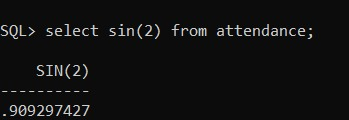 SQL> select sin(2) from attendance;
SIN(2)
----------
.909297427